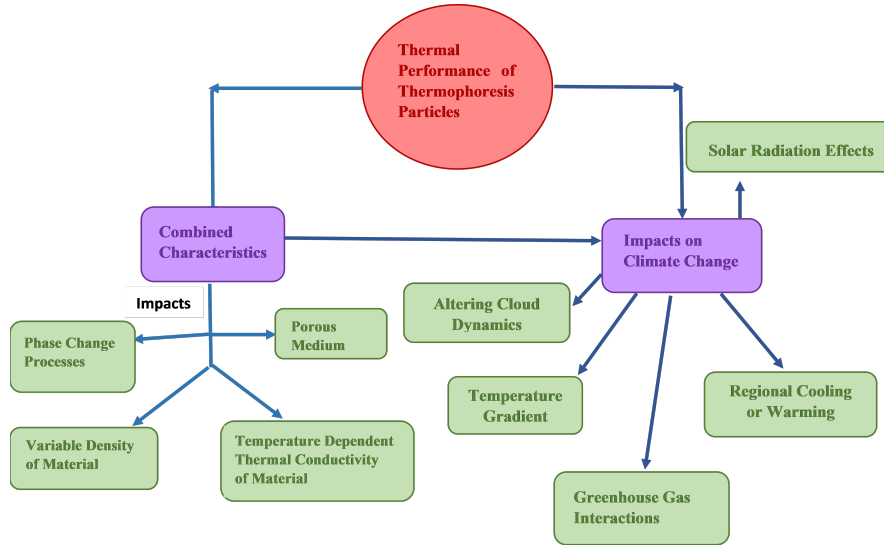 Thermal
Performance of
Thermophoresis
Particles
Solar Radiation Effects
Combined
Characteristics
Impacts on
Climate Change
Impacts
Altering Cloud
Dynamics
Porous
Medium
Phase Change
Processes
Temperature
Gradient
Regional Cooling
or Warming
Variable Density
of Material
Temperature Dependent
Thermal Conductivity
of Material
Greenhouse Gas
Interactions